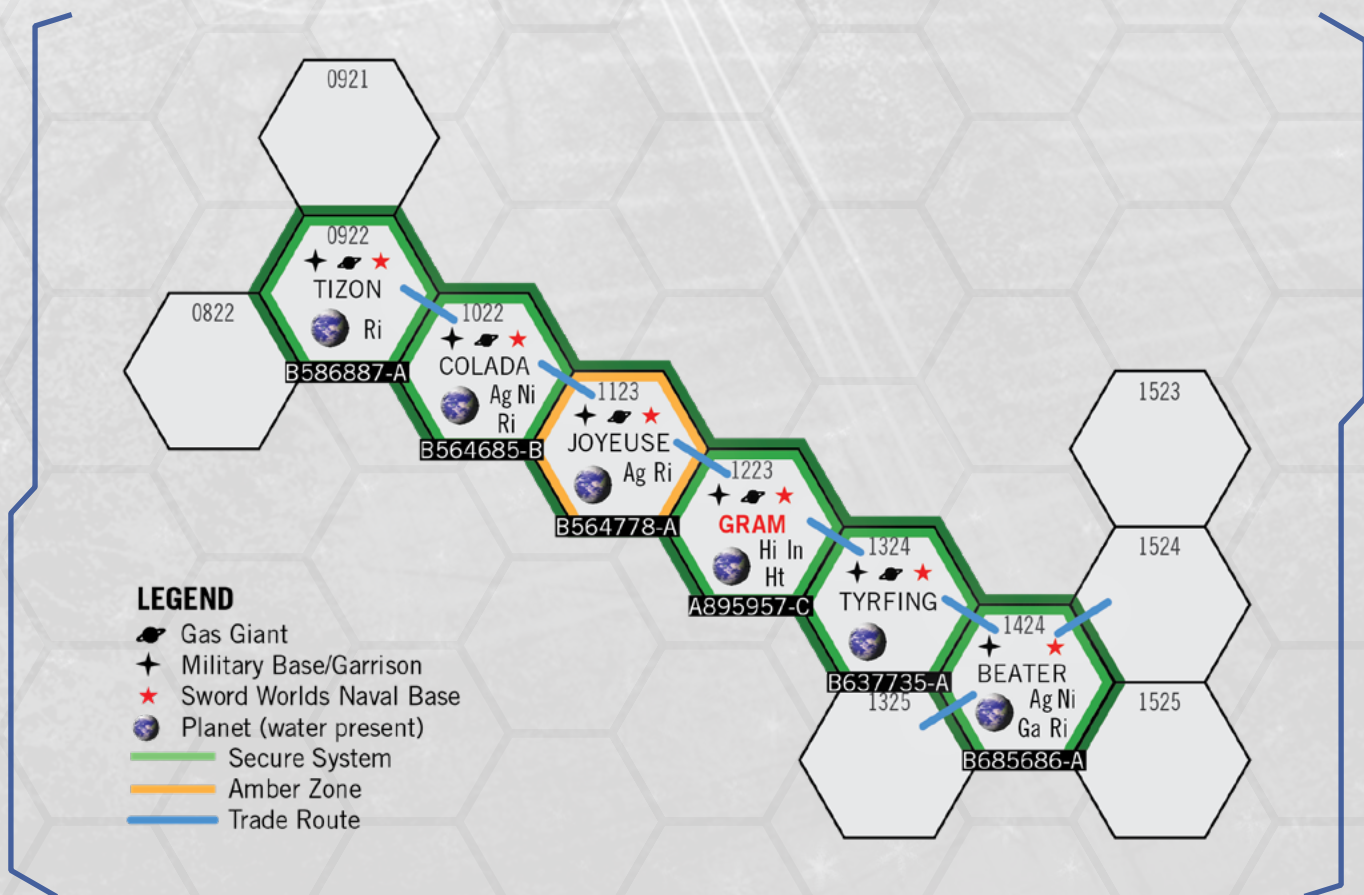 0921
0922
TIZON
Ri
B586887-A
0822
1022
COLADA
Ag Ni
Ri
B564685-B
1123
JOYEUSE
Ag Ri
B564778-A
1223
GRAM
Hi In
Ht
A895957-C
1324
TYRFING
B637735-A
1325
1424
BEATER
Ag Ni
Ga Ri
B685686-A
1523
1524
1525
LEGEND
Gas Giant
Military Base/Garrison
Sword Worlds Naval Base
Planet (water present)
Secure System
Amber Zone
Trade Route